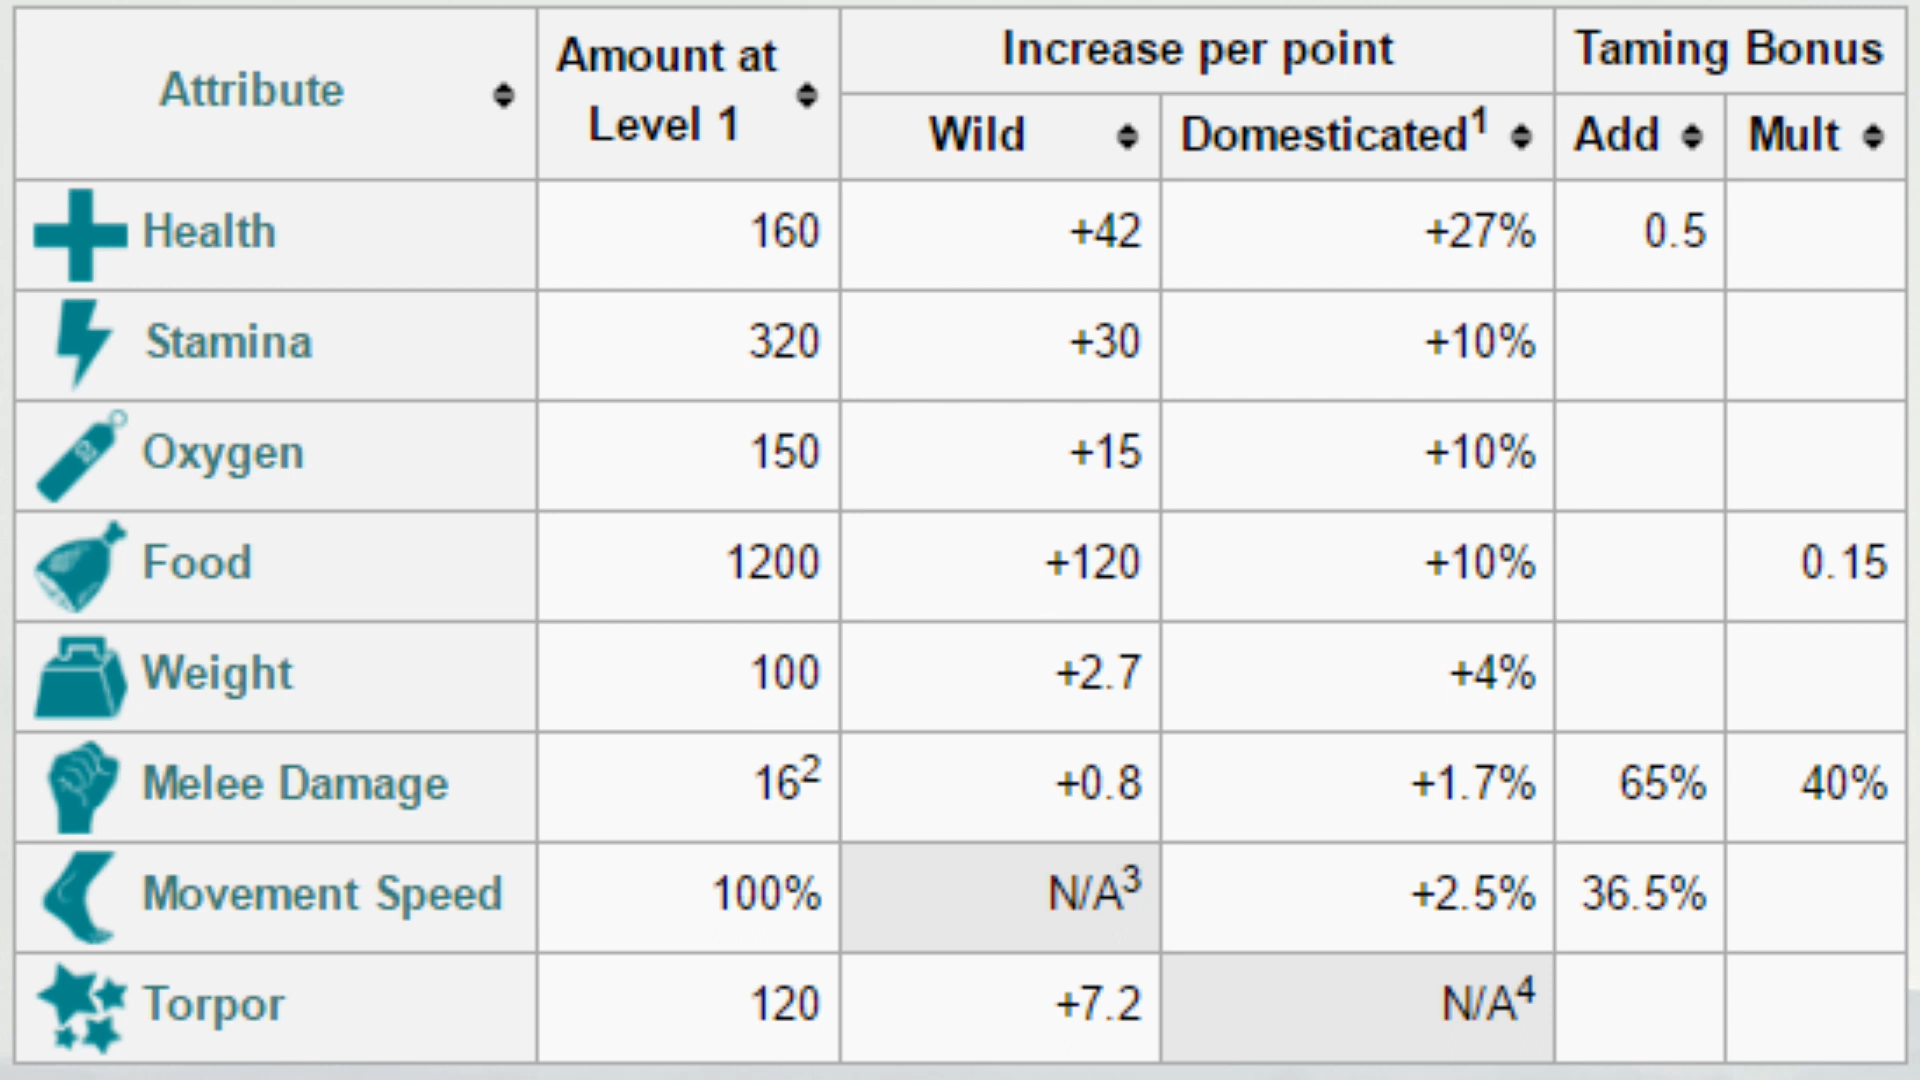 Attribute Amount at Level 1 Increase per point Taming Bonus
Wild Domesticated1 Add Mult
Health 160 +42 +27% 0.5
Stamina 320 +30 +10%
Oxygen 150 +15 +10%
Food 1200 +120 +10% 0.15
Weight 100 +2.7 +4%
Melee Damage 162 +0.8 +1.7% 65% 40%
Movement Speed 100% N/A3 +2.5% 36.5%
Torpor 120 +7.2 N/A4